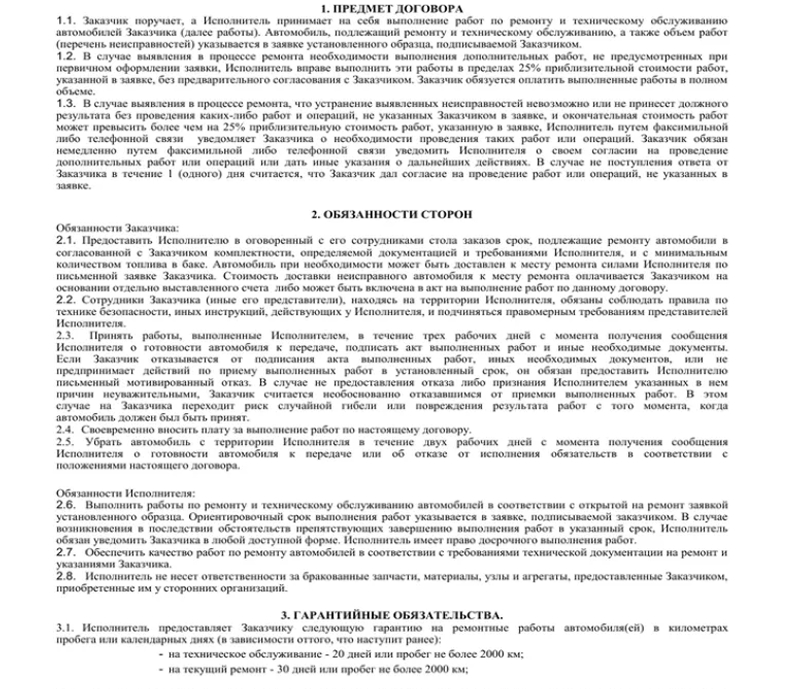 1. ПРЕДМЕТ ДОГОВОРА
1.1. Заказчик поручает, а Исполнитель принимает на себя выполнение работ по ремонту и техническому обслуживанию
автомобилей Заказчика (далее работы). Автомобиль, подлежащий ремонту и техническому обслуживанию, а также объем работ
(перечень неисправностей) указывается в заявке установленного образца, подписываемой Заказчиком.
1.2. В случае выявления в процессе ремонта необходимости выполнения дополнительных работ, не предусмотренных при
первичном оформлении заявки, Исполнитель вправе выполнить эти работы в пределах 25% приблизительной стоимости работ,
указанной в заявке, без предварительного согласования с Заказчиком. Заказчик обязуется оплатить выполненные работы в полном
объеме.
1.3. В случае выявления в процессе ремонта, что устранение выявленных неисправностей невозможно или не принесет должного
результата без проведения каких-либо работ и операций, не указанных Заказчиком в заявке, и окончательная стоимость работ
может превысить более чем на 25% приблизительную стоимость работ, указанную в заявке, Исполнитель путем факсимильной
либо телефонной связи уведомляет Заказчика о необходимости проведения таких работ или операций. Заказчик обязан
немедленно путем факсимильной либо телефонной связи уведомить Исполнителя о своем согласии на проведение
дополнительных работ или операций или дать иные указания о дальнейших действиях. В случае не поступления ответа от
Заказчика в течение 1 (одного) дня считается, что Заказчик дал согласие на проведение работ или операций, не указанных в
заявке.
2. ОБЯЗАННОСТИ СТОРОН
Обязанности Заказчика:
2.1. Предоставить Исполнителю в оговоренный с его сотрудниками стола заказов срок, подлежащие ремонту автомобили в
согласованной с Заказчиком комплектности, определяемой документацией и требованиями Исполнителя, и с минимальным
количеством топлива в баке. Автомобиль при необходимости может быть доставлен к месту ремонта силами Исполнителя по
письменной заявке Заказчика. Стоимость доставки неисправного автомобиля к месту ремонта оплачивается Заказчиком на
основании отдельно выставленного счета либо может быть включена в акт на выполнение работ по данному договору.
2.2. Сотрудники Заказчика (иные его представители), находясь на территории Исполнителя, обязаны соблюдать правила по
технике безопасности, иных инструкций, действующих у Исполнителя, и подчиняться правомерным требованиям представителей
Исполнителя.
2.3. Принять работы, выполненные Исполнителем, в течение трех рабочих дней с момента получения сообщения
Исполнителя о готовности автомобиля к передаче, подписать акт выполненных работ и иные необходимые документы.
Если Заказчик отказывается от подписания акта выполненных работ, иных необходимых документов, или не
предпринимает действий по приему выполненных работ в установленный срок, он обязан предоставить Исполнителю
письменный мотивированный отказ. В случае не предоставления отказа либо признания Исполнителем указанных в нем
причин неуважительными, Заказчик считается необоснованно отказавшимся от приемки выполненных работ. В этом
случае на Заказчика переходит риск случайной гибели или повреждения результата работ с того момента, когда
автомобиль должен был быть принят.
2.4. Своевременно вносить плату за выполнение работ по настоящему договору.
2.5. Убрать автомобиль с территории Исполнителя в течение двух рабочих дней с момента получения сообщения
Исполнителя о готовности автомобиля к передаче или об отказе от исполнения обязательств в соответствии с
положениями настоящего договора.
Обязанности Исполнителя:
2.6. Выполнить работы по ремонту и техническому обслуживанию автомобилей в соответствии с открытой на ремонт заявкой
установленного образца. Ориентировочный срок выполнения работ указывается в заявке, подписываемой заказчиком. В случае
возникновения в последствии обстоятельств препятствующих завершению выполнения работ в указанный срок, Исполнитель
обязан уведомить Заказчика в любой доступной форме. Исполнитель имеет право досрочного выполнения работ.
2.7. Обеспечить качество работ по ремонту автомобилей в соответствии с требованиями технической документации на ремонт и
указаниями Заказчика.
2.8. Исполнитель не несет ответственности за бракованные запчасти, материалы, узлы и агрегаты, предоставленные Заказчиком,
приобретенные им у сторонних организаций.
3. ГАРАНТИЙНЫЕ ОБЯЗАТЕЛЬСТВА.
3.1. Исполнитель предоставляет Заказчику следующую гарантию на ремонтные работы автомобиля(ей) в километрах
пробега или календарных днях (в зависимости оттого, что наступит ранее):
- на техническое обслуживание - 20 дней или пробег не более 2000 км;
- на текущий ремонт - 30 дней или пробег не более 2000 км;